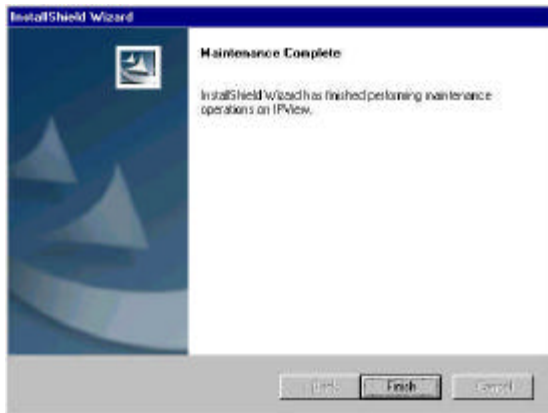 InstallShield Wizard
Maintenance Complete
InstallShield Wizard has finished performing maintenance
operations on IPView.
Back Finish Cancel